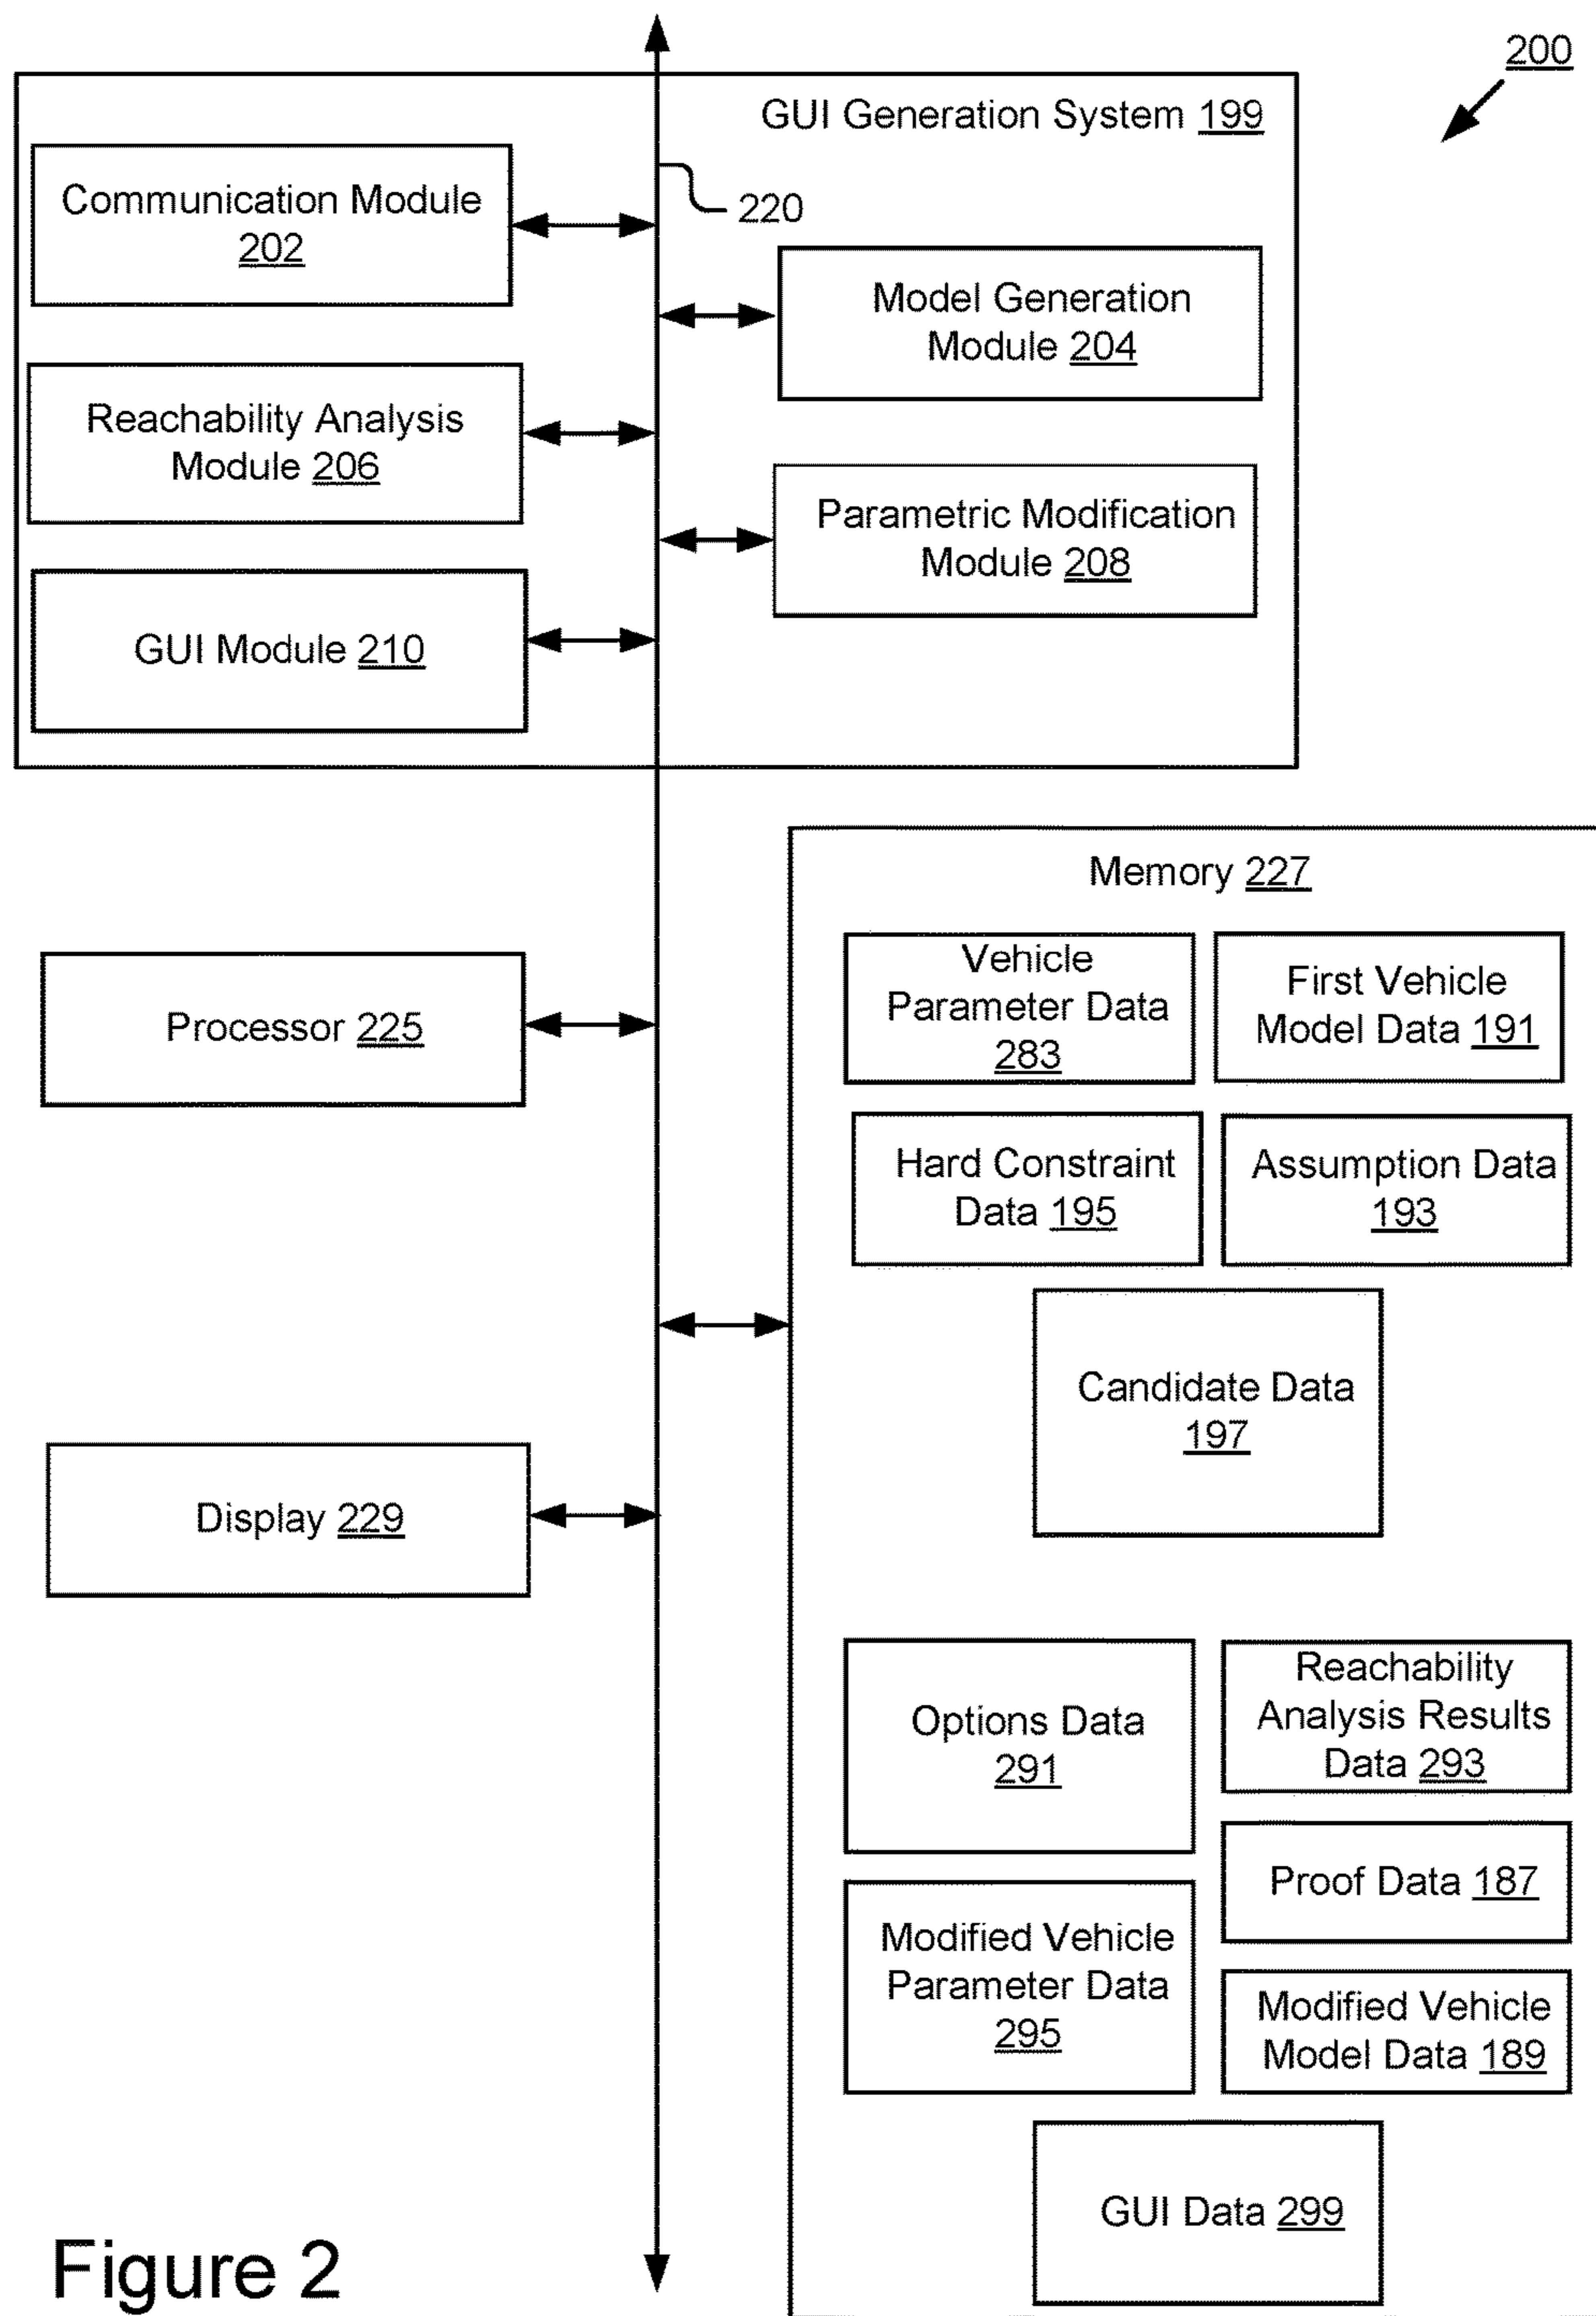 200
GUI Generation System 199
Communication Module
202
220
Model Generation
Module 204
Reachability Analysis
Module 206
Parametric Modification
Module 208
GUI Module 210
Memory 227
Vehicle
Parameter Data
283
First Vehicle
Model Data 191
Processor 225
Hard Constraint
Data 195
Assumption Data
193
Candidate Data
197
Display 229
Options Data
291
Reachability
Analysis Results
Data 293
Proof Data 187
Modified Vehicle
Parameter Data
295
Modified Vehicle
Model Data 189
GUI Data 299
Figure 2